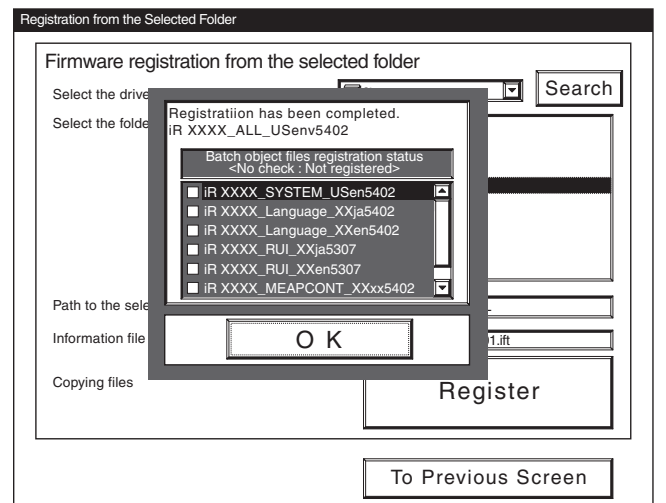 Registration from the Selected Folder
Firmware registration from the selected folder
Select the drive
Search
Select the folde
Registratiion has been completed.
iR XXXX_ALL_USenv5402
Batch object files registration status
<No check : Not registered>
iR XXXX_SYSTEM_USen5402
iR XXXX_Language_XXja5402
iR XXXX_Language_XXen5402
iR XXXX_RUI_XXja5307
iR XXXX_RUI_XXen5307
iR XXXX_MEAPCONT_XXxx5402
Path to the sele
Information file
1.ift
O K
Copying files
Register
To Previous Screen